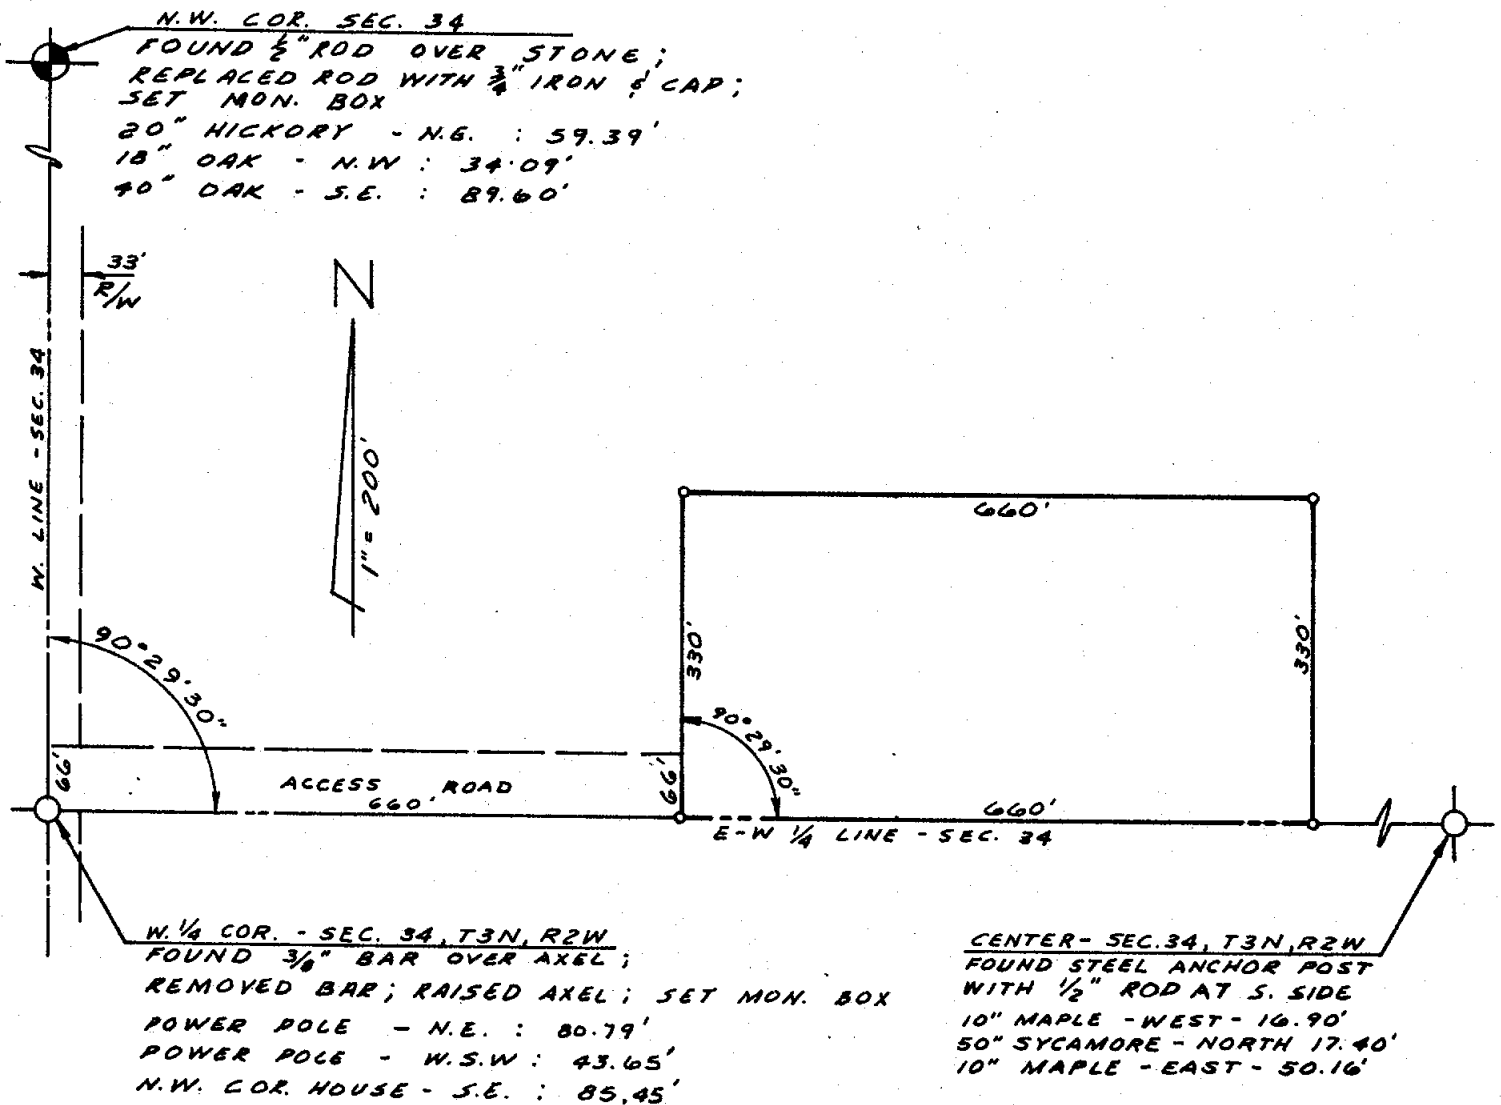 N.W. COR. SEC. 34
FOUND 1/2" ROD OVER STONE;
REPLACED ROD WITH 3/4" IRON & CAP;
SET MON. BOX
20" HICKORY - N.E. : 59.39'
18" OAK - N.W : 34.09'
40" OAK - S.E. : 89.60'
33'
R/W
N
1" = 200'
W. LINE - SEC. 34
90°29'30"
66'
ACCESS ROAD
660'
66'
330'
660'
330'
90°29'30"
660'
E-W 1/4 LINE - SEC. 34
W. 1/4 COR. - SEC. 34, T3N, R2W
FOUND 3/8" BAR OVER AXEL;
REMOVED BAR; RAISED AXEL; SET MON. BOX
POWER POLE - N.E. : 80.79'
POWER POLE - W.S.W : 43.65'
N.W. COR. HOUSE - S.E. : 85.45'
CENTER - SEC. 34, T3N, R2W
FOUND STEEL ANCHOR POST
WITH 1/2" ROD AT S. SIDE
10" MAPLE - WEST - 16.90'
50" SYCAMORE - NORTH 17.40'
10" MAPLE - EAST - 50.16'